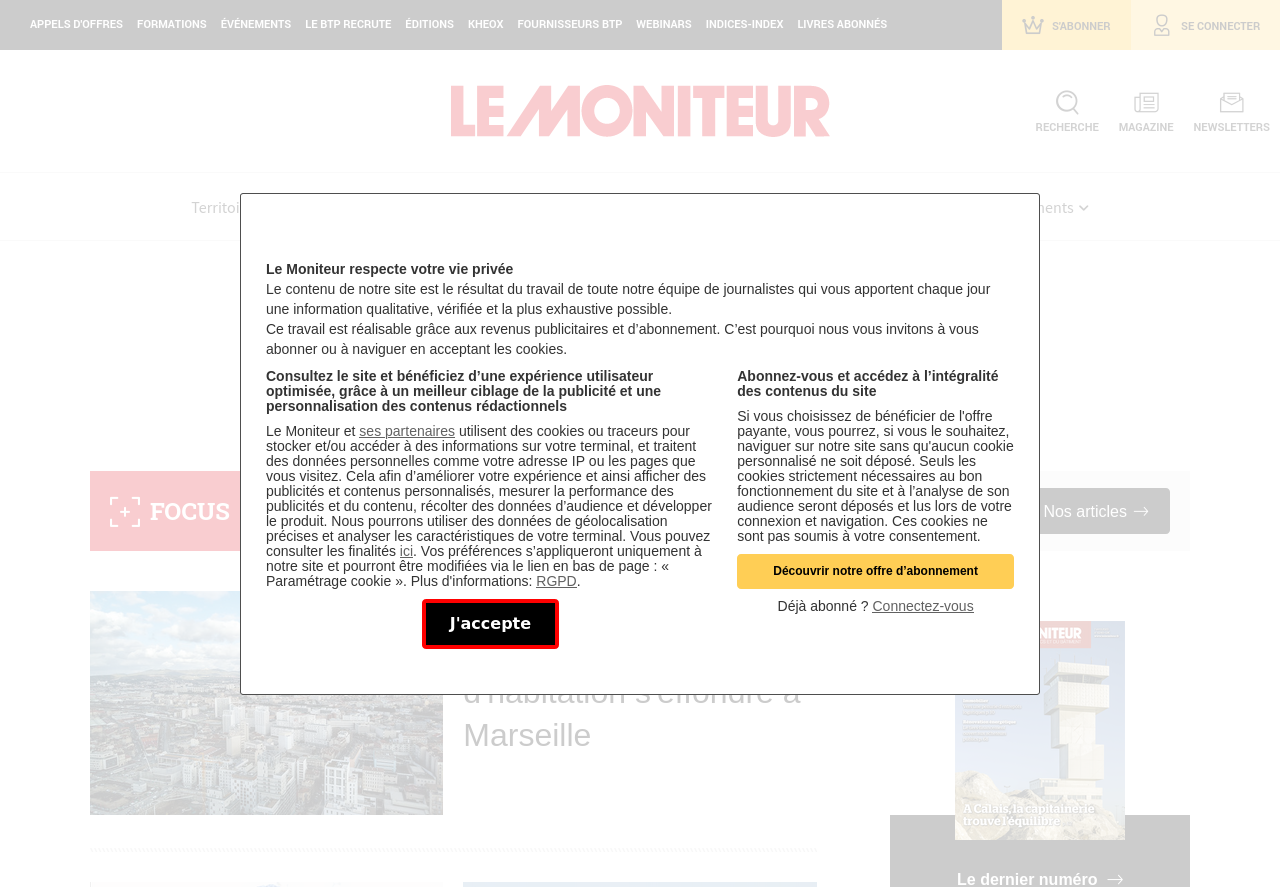 APPELS D'OFFRES FORMATIONS ÉVÉNEMENTS LE BTP RECRUTE ÉDITIONS KHEOX FOURNISSEURS BTP WEBINARS INDICES-INDEX LIVRES ABONNÉS S'ABONNER SE CONNECTER
LE MONITEUR
RECHERCHE MAGAZINE NEWSLETTERS
Le Moniteur respecte votre vie privée
Le contenu de notre site est le résultat du travail de toute notre équipe de journalistes qui vous apportent chaque jour
une information qualitative, vérifiée et la plus exhaustive possible.
Ce travail est réalisable grâce aux revenus publicitaires et d’abonnement. C’est pourquoi nous vous invitons à vous
abonner ou à naviguer en acceptant les cookies.
Consultez le site et bénéficiez d’une expérience utilisateur
optimisée, grâce à un meilleur ciblage de la publicité et une
personnalisation des contenus rédactionnels
Le Moniteur et ses partenaires utilisent des cookies ou traceurs pour
stocker et/ou accéder à des informations sur votre terminal, et traitent
des données personnelles comme votre adresse IP ou les pages que
vous visitez. Cela afin d’améliorer votre expérience et ainsi afficher des
publicités et contenus personnalisés, mesurer la performance des
publicités et du contenu, récolter des données d’audience et développer
le produit. Nous pourrons utiliser des données de géolocalisation
précises et analyser les caractéristiques de votre terminal. Vous pouvez
consulter les finalités ici. Vos préférences s’appliqueront uniquement à
notre site et pourront être modifiées via le lien en bas de page : «
Paramétrage cookie ». Plus d'informations: RGPD.
J'accepte
Abonnez-vous et accédez à l’intégralité
des contenus du site
Si vous choisissez de bénéficier de l'offre
payante, vous pourrez, si vous le souhaitez,
naviguer sur notre site sans qu'aucun cookie
personnalisé ne soit déposé. Seuls les
cookies strictement nécessaires au bon
fonctionnement du site et à l’analyse de son
audience seront déposés et lus lors de votre
connexion et navigation. Ces cookies ne
sont pas soumis à votre consentement.
Découvrir notre offre d’abonnement
Déjà abonné ? Connectez-vous
FOCUS
Nos articles
d'habitation s'effondre à
Marseille
A Calais, la capitainerie
trouve l'équilibre
Le dernier numéro